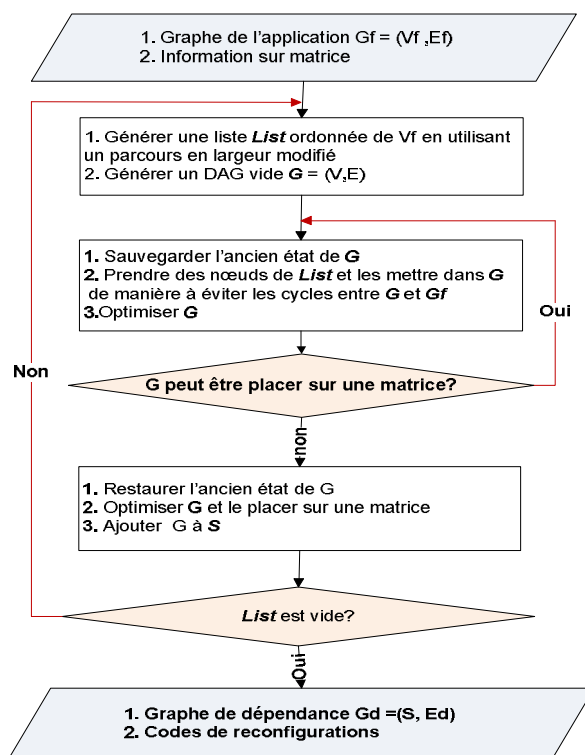 1. Graphe de l'application Gf = (Vf ,Ef)
2. Information sur matrice
1. Générer une liste List ordonnée de Vf en utilisant
un parcours en largeur modifié
2. Générer un DAG vide G = (V,E)
1. Sauvegarder l'ancien état de G
2. Prendre des nœuds de List et les mettre dans G
de manière à éviter les cycles entre G et Gf
3.Optimiser G
Oui
Non
G peut être placer sur une matrice?
non
1. Restaurer l'ancien état de G
2. Optimiser G et le placer sur une matrice
3. Ajouter G à S
List est vide?
Oui
1. Graphe de dépendance Gd =(S, Ed)
2. Codes de reconfigurations